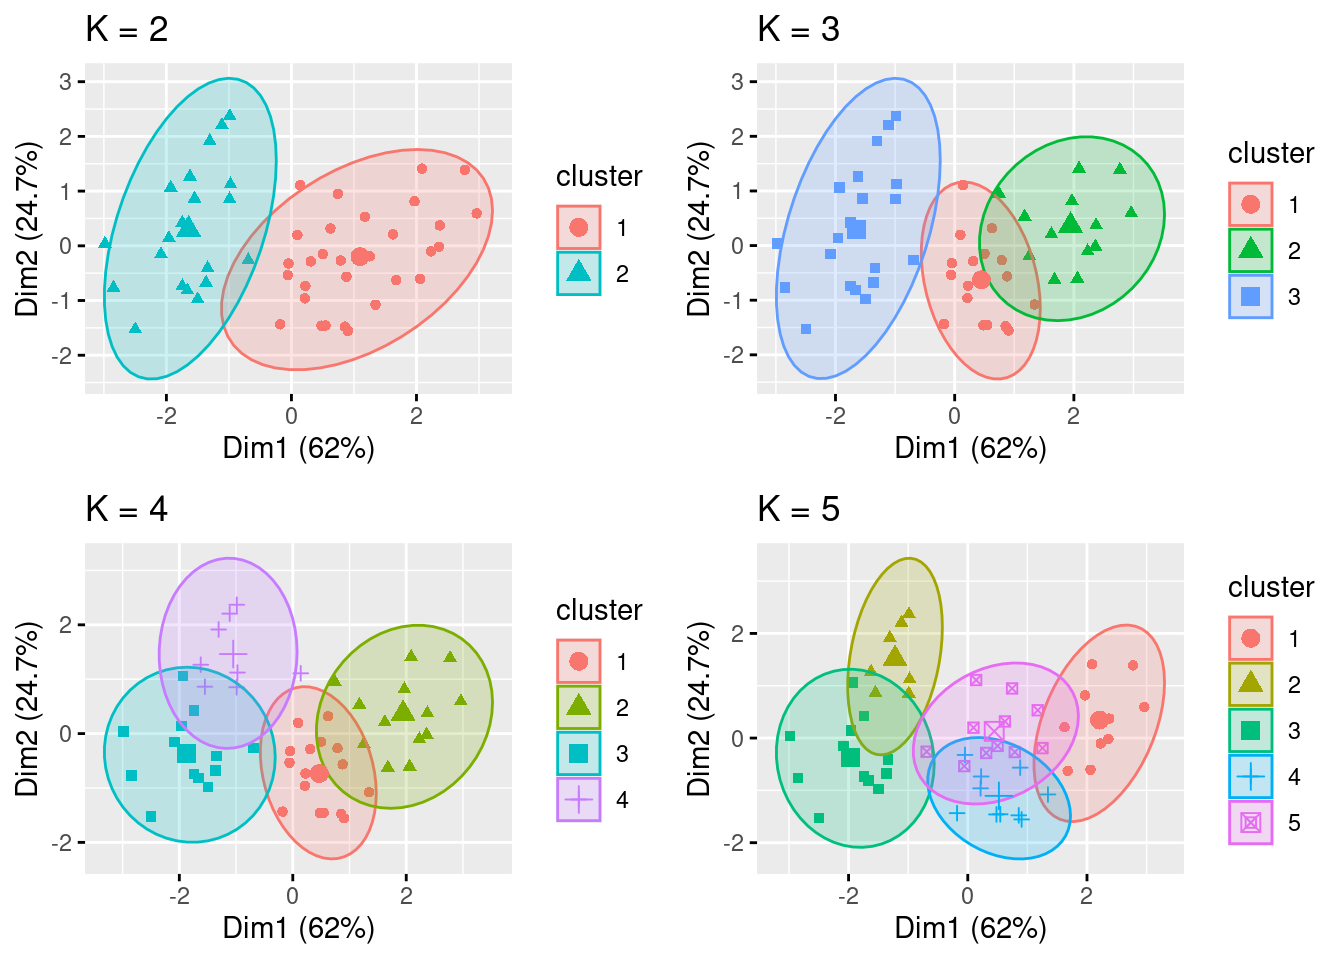 K = 2
3
2
1
0
-1
-2
-2
0
2
Dim1 (62%)
Dim2 (24.7%)
cluster
1
2
K = 3
3
2
1
0
-1
-2
-2
0
2
Dim1 (62%)
Dim2 (24.7%)
cluster
1
2
3
K = 4
2
0
-2
-2
0
2
Dim1 (62%)
Dim2 (24.7%)
cluster
1
2
3
4
K = 5
2
0
-2
-2
0
2
Dim1 (62%)
Dim2 (24.7%)
cluster
1
2
3
4
5